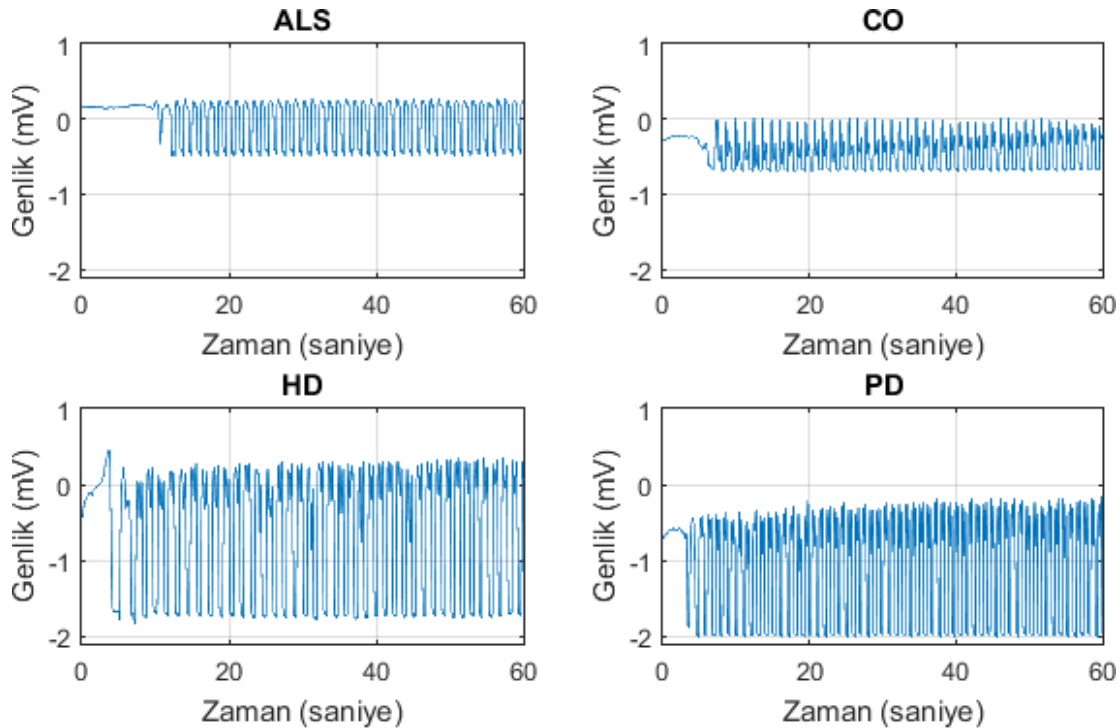 ALS
1
0
-1
-2
Genlik (mV)
0 20 40 60
Zaman (saniye)
CO
1
0
-1
-2
Genlik (mV)
0 20 40 60
Zaman (saniye)
HD
1
0
-1
-2
Genlik (mV)
0 20 40 60
Zaman (saniye)
PD
1
0
-1
-2
Genlik (mV)
0 20 40 60
Zaman (saniye)